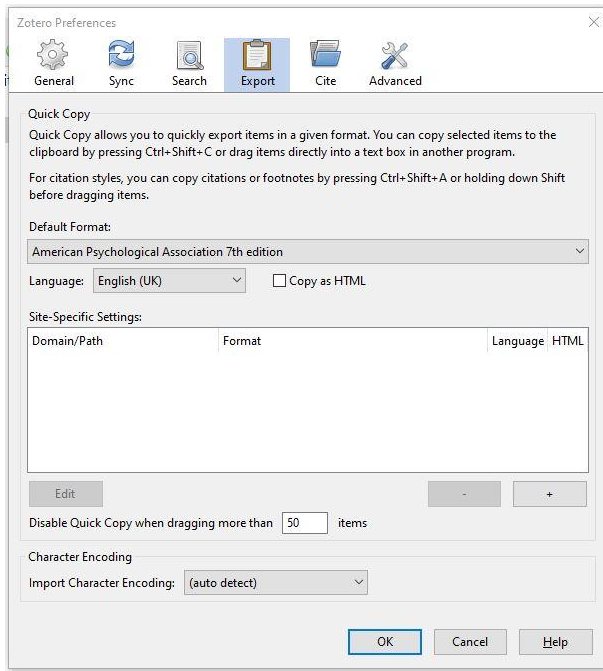 Zotero Preferences
General
Sync
Search
Export
Cite
Advanced
Quick Copy
Quick Copy allows you to quickly export items in a given format. You can copy selected items to the
clipboard by pressing Ctrl+Shift+C or drag items directly into a text box in another program.
For citation styles, you can copy citations or footnotes by pressing Ctrl+Shift+A or holding down Shift
before dragging items.
Default Format:
American Psychological Association 7th edition
Language: English (UK) Copy as HTML
Site-Specific Settings:
Domain/Path Format Language HTML
Edit - +
Disable Quick Copy when dragging more than 50 items
Character Encoding
Import Character Encoding: (auto detect)
OK Cancel Help